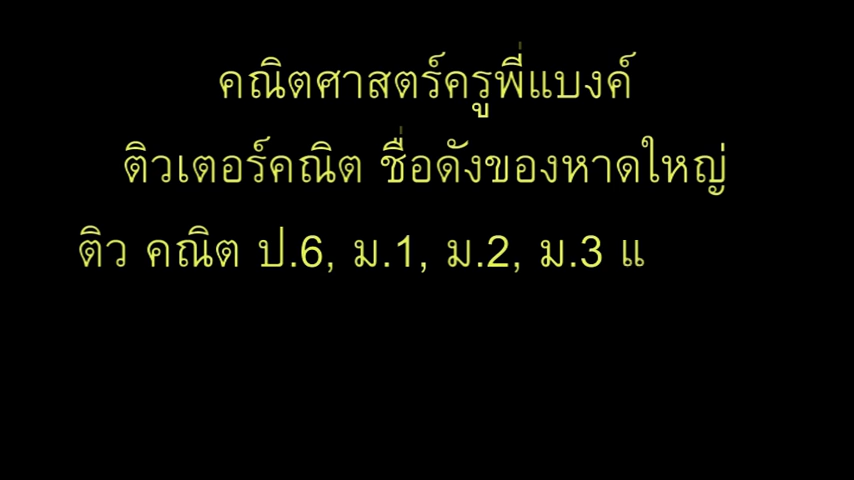 คณิตศาสตร์ครูพี่แบงค์
ติวเตอร์คณิต ชื่อดังของหาดใหญ่
ติว คณิต ป.6, ม.1, ม.2, ม.3 แ